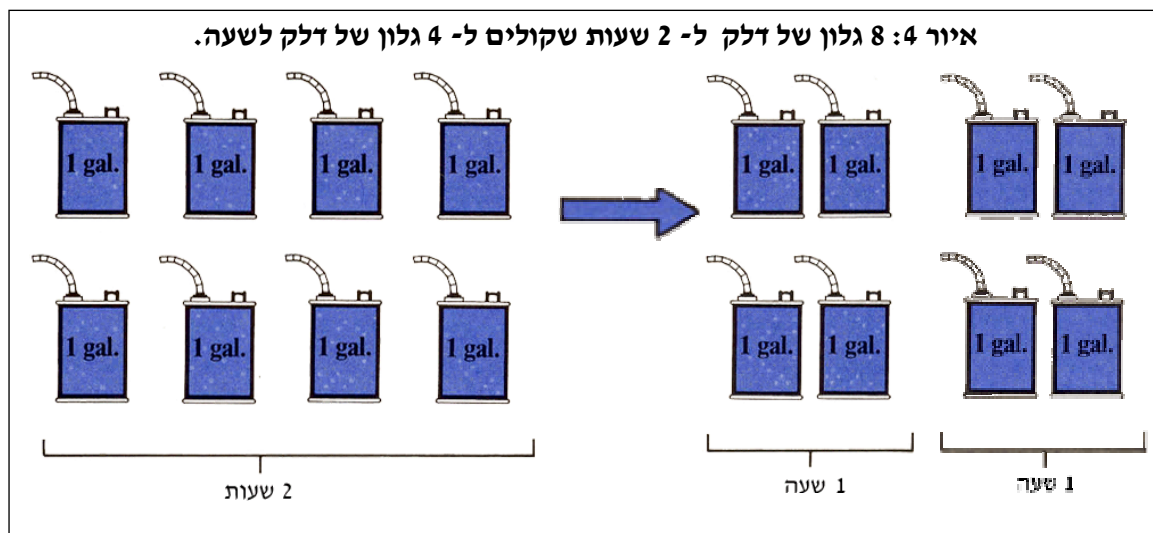 איור 4: 8 גלון של דלק ל- 2 שעות שקולים ל- 4 גלון של דלק לשעה.
1 gal. 1 gal. 1 gal. 1 gal. 1 gal. 1 gal. 1 gal. 1 gal.
1 gal. 1 gal. 1 gal. 1 gal. 1 gal. 1 gal. 1 gal. 1 gal.
2 שעות
1 שעה
1 שעה